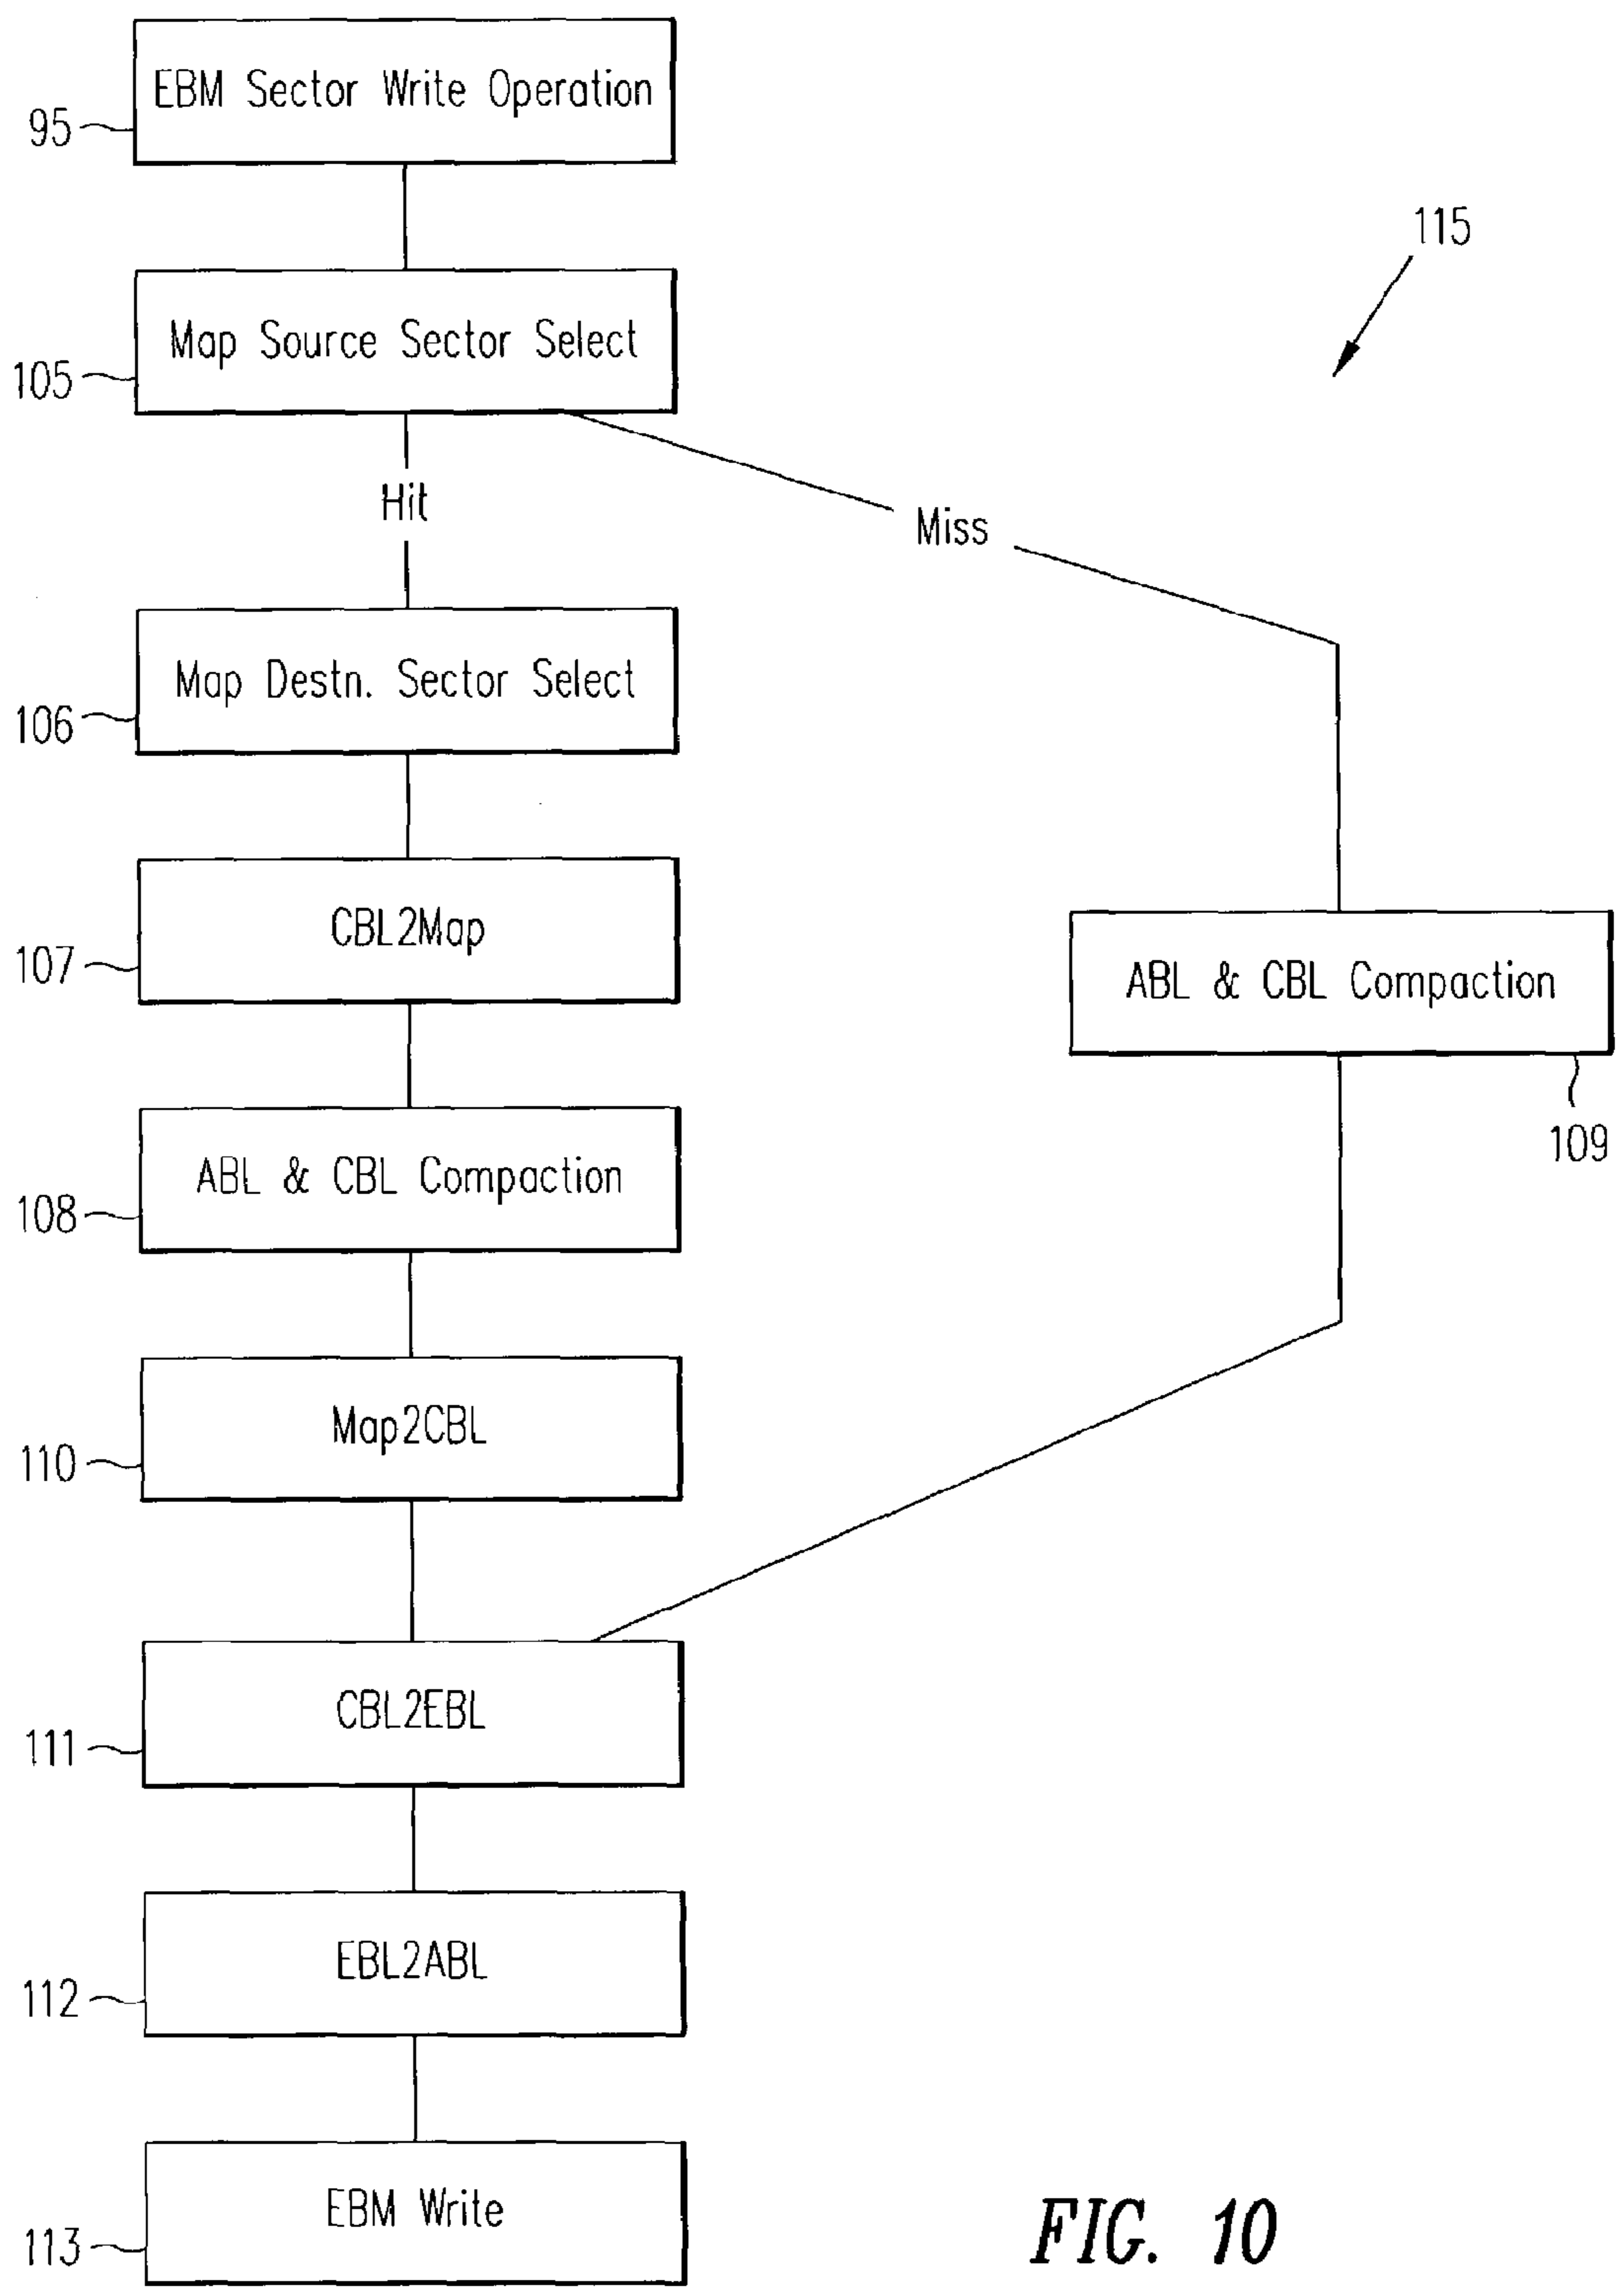 EBM Sector Write Operation
95
115
Map Source Sector Select
105
Hit
Miss
Map Destn. Sector Select
106
CBL2Map
107
ABL & CBL Compaction
109
ABL & CBL Compaction
108
Map2CBL
110
CBL2EBL
111
EBL2ABL
112
EBM Write
113
FIG. 10